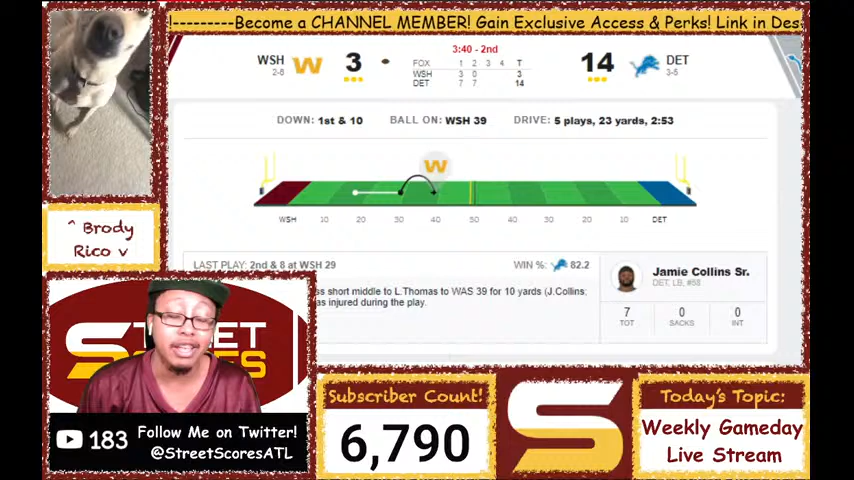 !---------Become a CHANNEL MEMBER! Gain Exclusive Access & Perks! Link in Des
WSH
2-6
W
3
3:40 - 2nd
FOX 1 2 3 4 T
WSH 3 0 3
DET 7 7 14
14
DET
3-5
DOWN: 1st & 10 BALL ON: WSH 39 DRIVE: 5 plays, 23 yards, 2:53
W
WSH 10 20 30 40 50 40 30 20 10 DET
LAST PLAY: 2nd & 8 at WSH 29
WIN %: 82.2
ss short middle to L.Thomas to WAS 39 for 10 yards (J.Collins;
as injured during the play.
Jamie Collins Sr.
DET, LB, #58
7 0 0
TOT SACKS INT
^ Brody
Rico v
STREET
SCORES
183
Follow Me on Twitter!
@StreetScoresATL
Subscriber Count!
6,790
S
Today's Topic:
Weekly Gameday
Live Stream